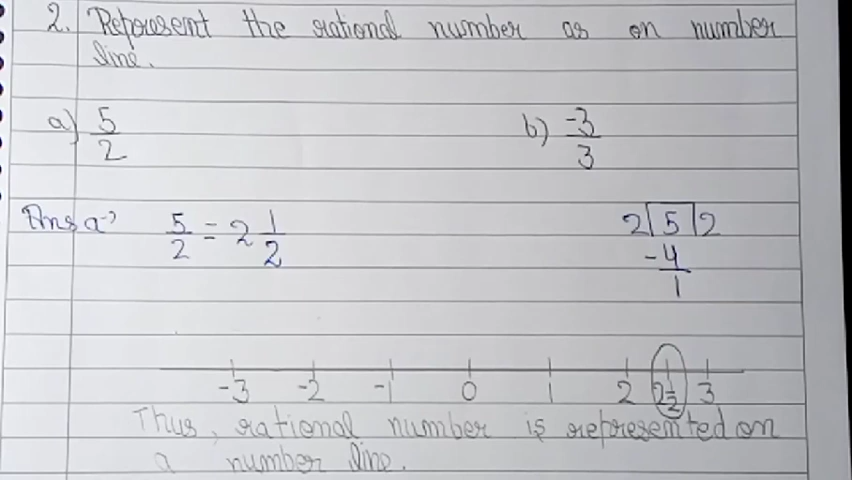 2. Represent the rational number as on number
line.
a) 5/2 b) -3/3
Ans a→ 5/2 = 2 1/2 2 5 2
-4
1
-3 -2 -1 0 1 2 2 1/2 3
Thus, rational number is represented on
a number line.